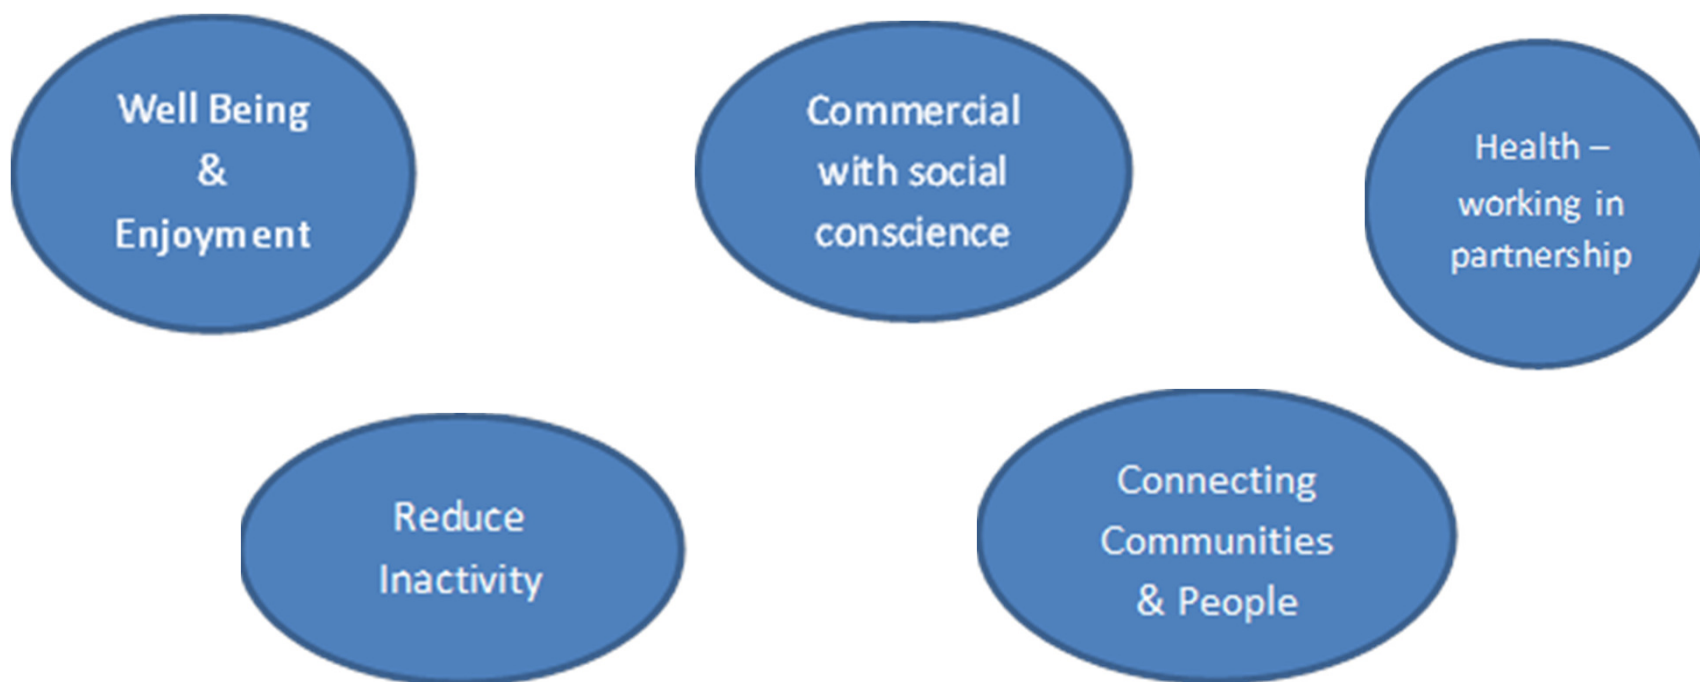 Well Being
&
Enjoyment
Commercial
with social
conscience
Health –
working in
partnership
Reduce
Inactivity
Connecting
Communities
& People